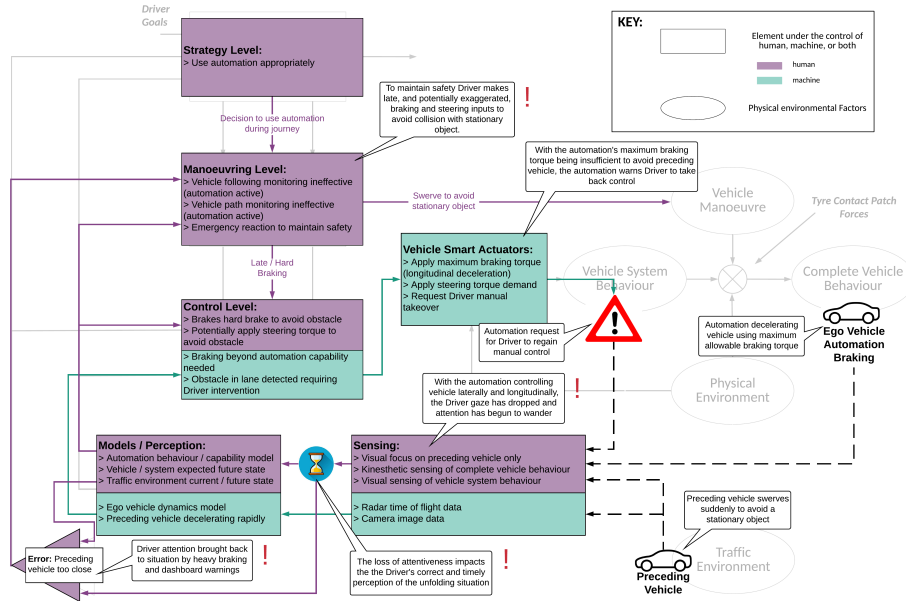 Driver
Goals
Strategy Level:
> Use automation appropriately
Decision to use automation
during journey
To maintain safety Driver makes
late, and potentially exaggerated,
braking and steering inputs to
avoid collision with stationary
object.
!
KEY:
Element under the control of
human, machine, or both
human
machine
Physical environmental Factors
Manoeuvring Level:
> Vehicle following monitoring ineffective
(automation active)
> Vehicle path monitoring ineffective
(automation active)
> Emergency reaction to maintain safety
With the automation's maximum braking
torque being insufficient to avoid preceding
vehicle, the automation warns Driver to take
back control
Swerve to avoid
stationary object
Vehicle
Manoeuvre
Tyre Contact Patch
Forces
Late / Hard
Braking
Vehicle Smart Actuators:
> Apply maximum braking torque
(longitudinal deceleration)
> Apply steering torque demand
> Request Driver manual
takeover
Vehicle System
Behaviour
Complete Vehicle
Behaviour
Control Level:
> Brakes hard brake to avoid obstacle
> Potentially apply steering torque to
avoid obstacle
> Braking beyond automation capability
needed
> Obstacle in lane detected requiring
Driver intervention
Automation request
for Driver to regain
manual control
!
Automation decelerating
vehicle using maximum
allowable braking torque
Ego Vehicle
Automation
Braking
With the automation controlling
vehicle laterally and longitudinally,
the Driver gaze has dropped and
attention has begun to wander
!
Physical
Environment
Models / Perception:
> Automation behaviour / capability model
> Vehicle / system expected future state
> Traffic environment current / future state
> Ego vehicle dynamics model
> Preceding vehicle decelerating rapidly
Sensing:
> Visual focus on preceding vehicle only
> Kinesthetic sensing of complete vehicle behaviour
> Visual sensing of vehicle system behaviour
> Radar time of flight data
> Camera image data
Preceding vehicle swerves
suddenly to avoid a
stationary object
Traffic
Environment
Preceding
Vehicle
Error: Preceding
vehicle too close
Driver attention brought back
to situation by heavy braking
and dashboard warnings
!
The loss of attentiveness impacts
the the Driver's correct and timely
perception of the unfolding situation
!